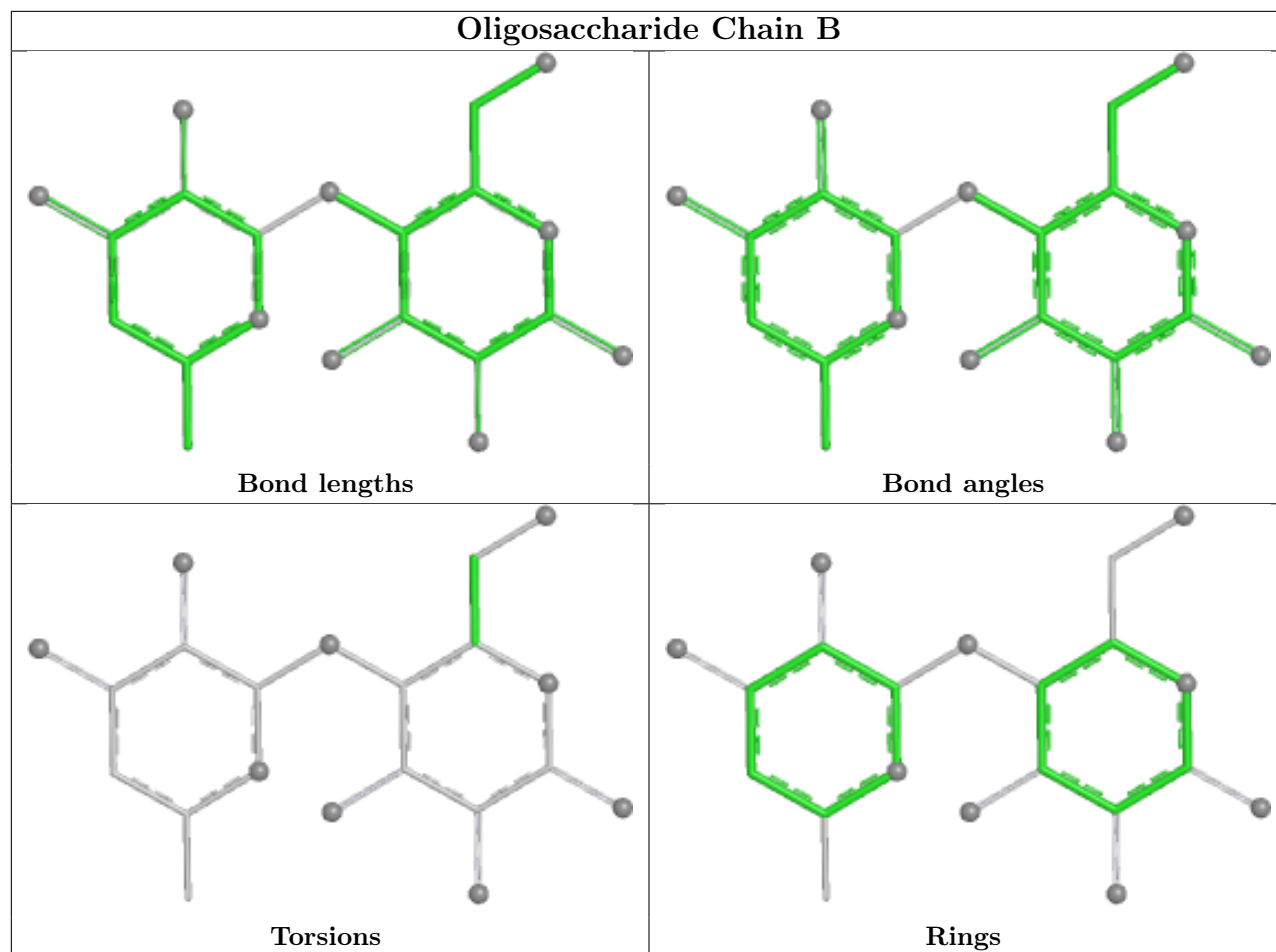 Oligosaccharide Chain B
Bond lengths
Bond angles
Torsions
Rings